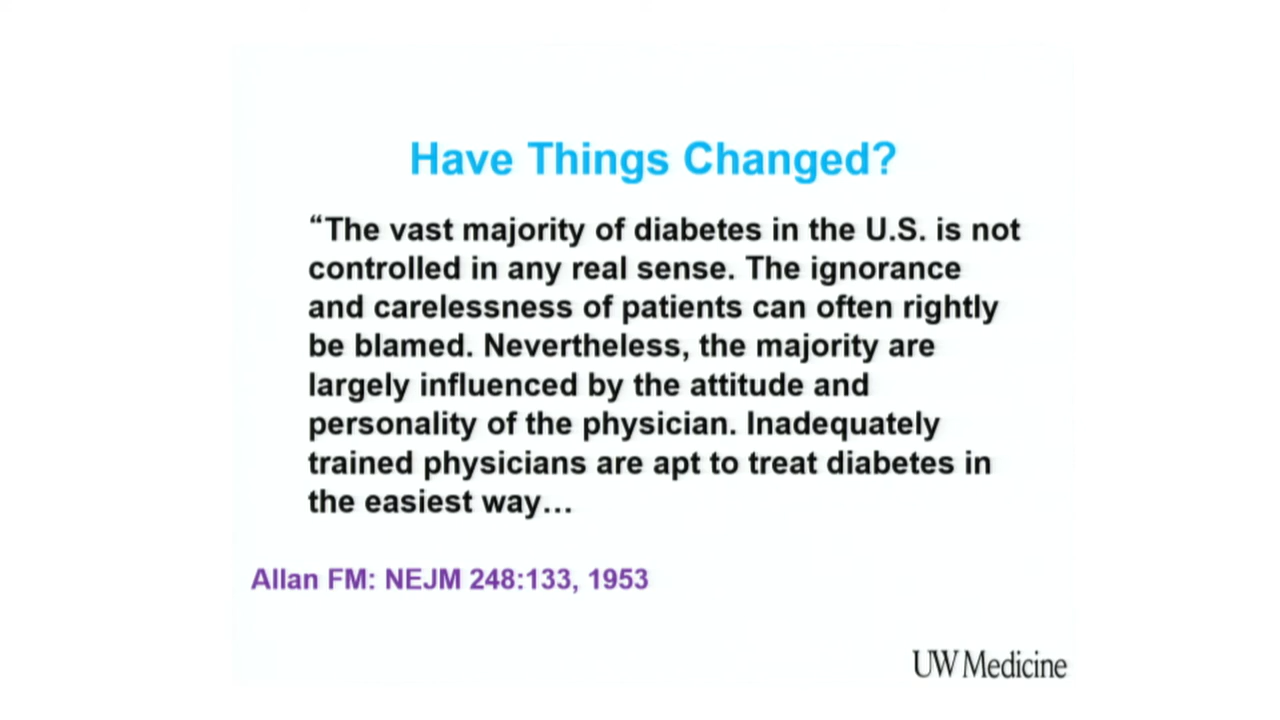 Have Things Changed?
“The vast majority of diabetes in the U.S. is not
controlled in any real sense. The ignorance
and carelessness of patients can often rightly
be blamed. Nevertheless, the majority are
largely influenced by the attitude and
personality of the physician. Inadequately
trained physicians are apt to treat diabetes in
the easiest way…
Allan FM: NEJM 248:133, 1953
UW Medicine